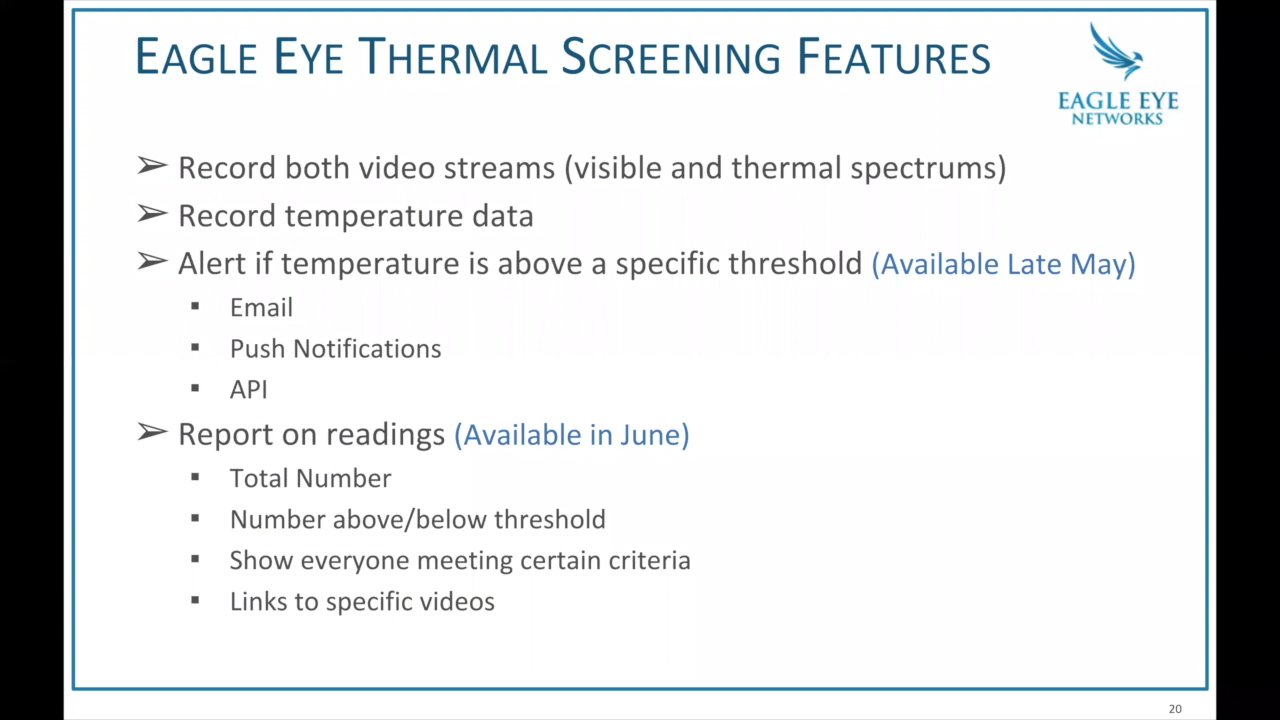 EAGLE EYE THERMAL SCREENING FEATURES
EAGLE EYE
NETWORKS
➢ Record both video streams (visible and thermal spectrums)
➢ Record temperature data
➢ Alert if temperature is above a specific threshold (Available Late May)
▪ Email
▪ Push Notifications
▪ API
➢ Report on readings (Available in June)
▪ Total Number
▪ Number above/below threshold
▪ Show everyone meeting certain criteria
▪ Links to specific videos
20